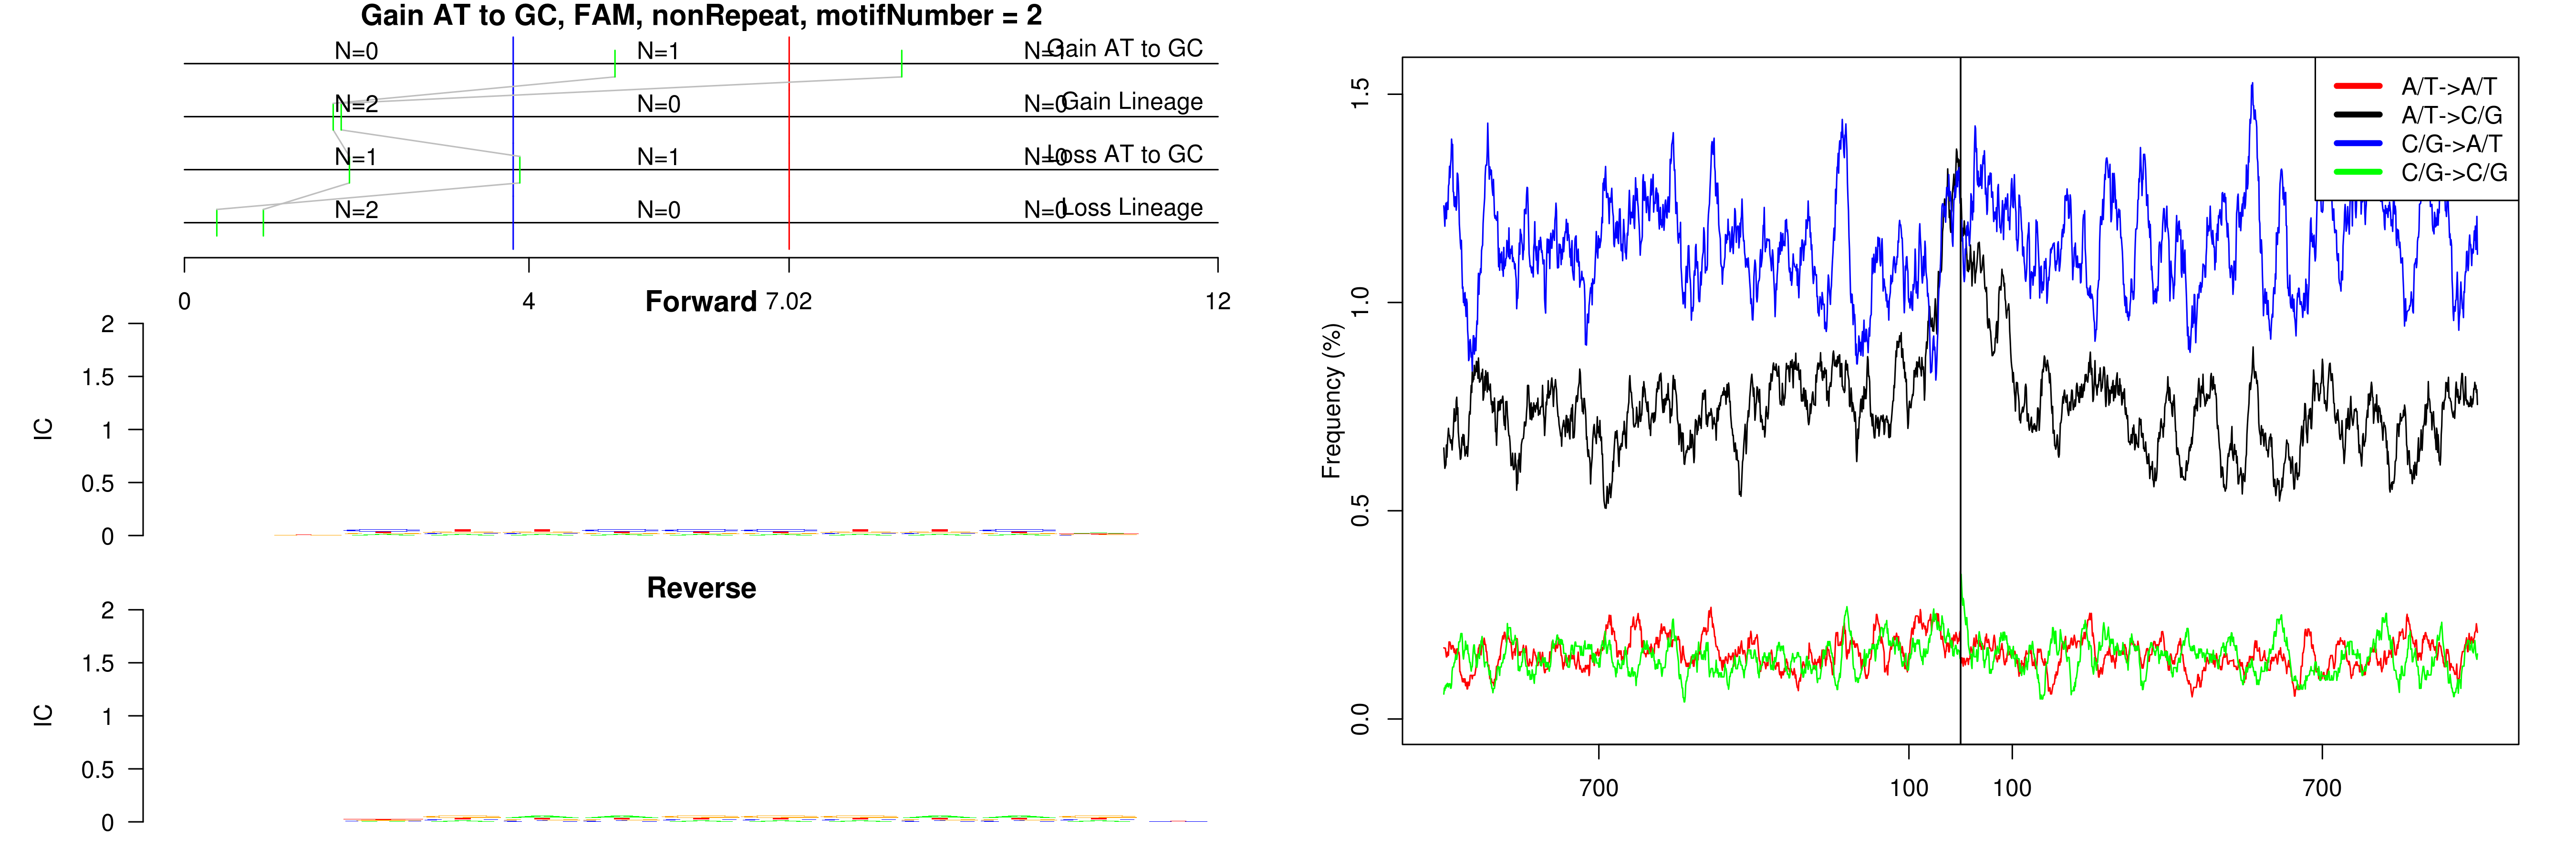 Gain AT to GC, FAM, nonRepeat, motifNumber = 2
N=0 N=1 N=1 Gain AT to GC
N=2 N=0 N=0 Gain Lineage
N=1 N=1 N=0 Loss AT to GC
N=2 N=0 N=0 Loss Lineage
0 4 7.02 12
Forward
IC
2
1.5
1
0.5
0
Reverse
IC
2
1.5
1
0.5
0
Frequency (%)
1.5
1.0
0.5
0.0
700 100 100 700
A/T->A/T
A/T->C/G
C/G->A/T
C/G->C/G